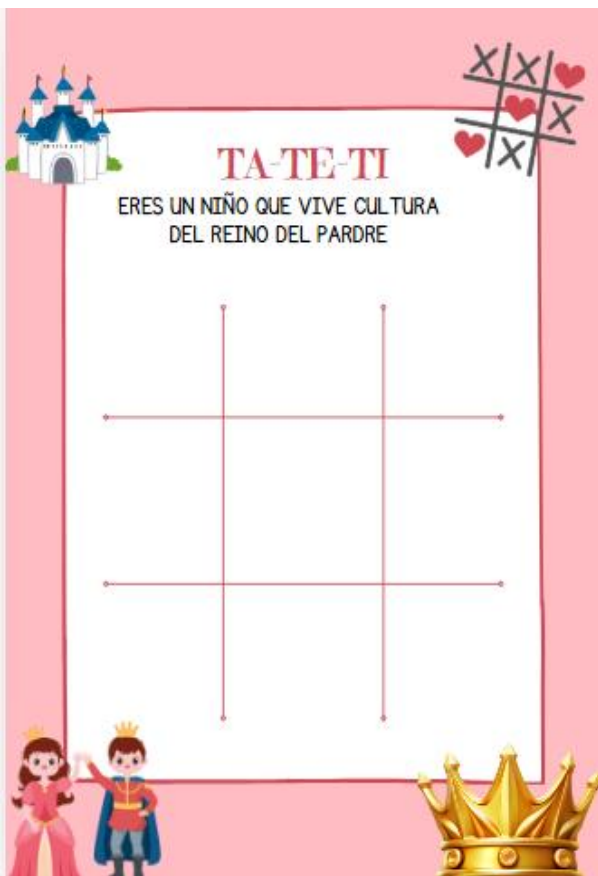 TA-TE-TI
ERES UN NIÑO QUE VIVE CULTURA
DEL REINO DEL PARDRE